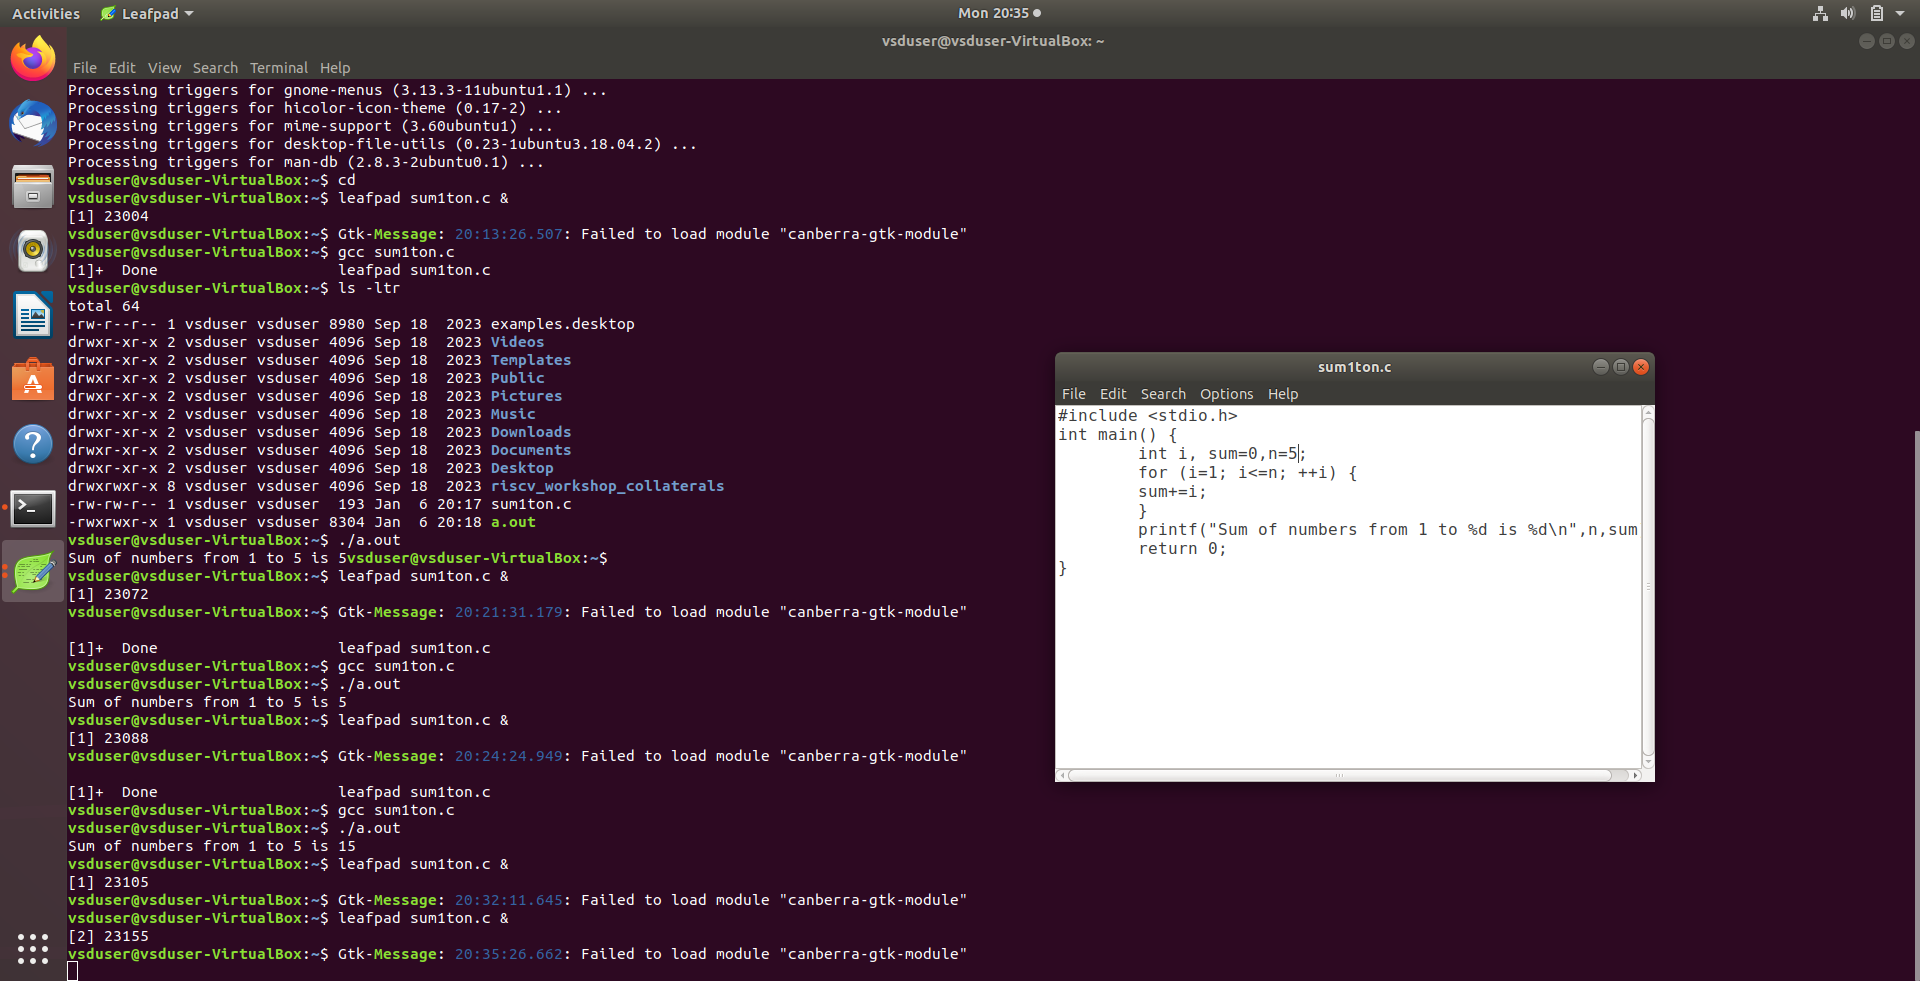 Activities Leafpad Mon 20:35
vsduser@vsduser-VirtualBox: ~
File Edit View Search Terminal Help
Processing triggers for gnome-menus (3.13.3-11ubuntu1.1) ...
Processing triggers for hicolor-icon-theme (0.17-2) ...
Processing triggers for mime-support (3.60ubuntu1) ...
Processing triggers for desktop-file-utils (0.23-1ubuntu3.18.04.2) ...
Processing triggers for man-db (2.8.3-2ubuntu0.1) ...
vsduser@vsduser-VirtualBox:~$ cd
vsduser@vsduser-VirtualBox:~$ leafpad sum1ton.c &
[1] 23004
vsduser@vsduser-VirtualBox:~$ Gtk-Message: 20:13:26.507: Failed to load module "canberra-gtk-module"
vsduser@vsduser-VirtualBox:~$ gcc sum1ton.c
[1]+  Done                    leafpad sum1ton.c
vsduser@vsduser-VirtualBox:~$ ls -ltr
total 64
-rw-r--r-- 1 vsduser vsduser 8980 Sep 18  2023 examples.desktop
drwxr-xr-x 2 vsduser vsduser 4096 Sep 18  2023 Videos
drwxr-xr-x 2 vsduser vsduser 4096 Sep 18  2023 Templates
drwxr-xr-x 2 vsduser vsduser 4096 Sep 18  2023 Public
drwxr-xr-x 2 vsduser vsduser 4096 Sep 18  2023 Pictures
drwxr-xr-x 2 vsduser vsduser 4096 Sep 18  2023 Music
drwxr-xr-x 2 vsduser vsduser 4096 Sep 18  2023 Downloads
drwxr-xr-x 2 vsduser vsduser 4096 Sep 18  2023 Documents
drwxr-xr-x 2 vsduser vsduser 4096 Sep 18  2023 Desktop
drwxrwxr-x 8 vsduser vsduser 4096 Sep 18  2023 riscv_workshop_collaterals
-rw-rw-r-- 1 vsduser vsduser  193 Jan  6 20:17 sum1ton.c
-rwxrwxr-x 1 vsduser vsduser 8304 Jan  6 20:18 a.out
vsduser@vsduser-VirtualBox:~$ ./a.out
Sum of numbers from 1 to 5 is 5vsduser@vsduser-VirtualBox:~$
vsduser@vsduser-VirtualBox:~$ leafpad sum1ton.c &
[1] 23072
vsduser@vsduser-VirtualBox:~$ Gtk-Message: 20:21:31.179: Failed to load module "canberra-gtk-module"
[1]+  Done                    leafpad sum1ton.c
vsduser@vsduser-VirtualBox:~$ gcc sum1ton.c
vsduser@vsduser-VirtualBox:~$ ./a.out
Sum of numbers from 1 to 5 is 5
vsduser@vsduser-VirtualBox:~$ leafpad sum1ton.c &
[1] 23088
vsduser@vsduser-VirtualBox:~$ Gtk-Message: 20:24:24.949: Failed to load module "canberra-gtk-module"
[1]+  Done                    leafpad sum1ton.c
vsduser@vsduser-VirtualBox:~$ gcc sum1ton.c
vsduser@vsduser-VirtualBox:~$ ./a.out
Sum of numbers from 1 to 5 is 15
vsduser@vsduser-VirtualBox:~$ leafpad sum1ton.c &
[1] 23105
vsduser@vsduser-VirtualBox:~$ Gtk-Message: 20:32:11.645: Failed to load module "canberra-gtk-module"
vsduser@vsduser-VirtualBox:~$ leafpad sum1ton.c &
[2] 23155
vsduser@vsduser-VirtualBox:~$ Gtk-Message: 20:35:26.662: Failed to load module "canberra-gtk-module"
sum1ton.c
File Edit Search Options Help
#include <stdio.h>
int main() {
        int i, sum=0,n=5;
        for (i=1; i<=n; ++i) {
        sum+=i;
        }
        printf("Sum of numbers from 1 to %d is %d\n",n,sum
        return 0;
}